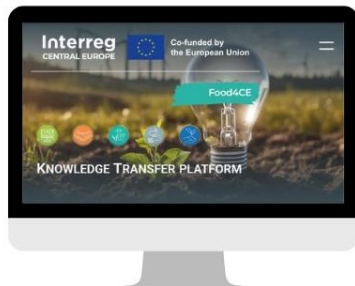 Interreg
CENTRAL EUROPE
Co-funded by
the European Union
Food4CE
KNOWLEDGE TRANSFER PLATFORM